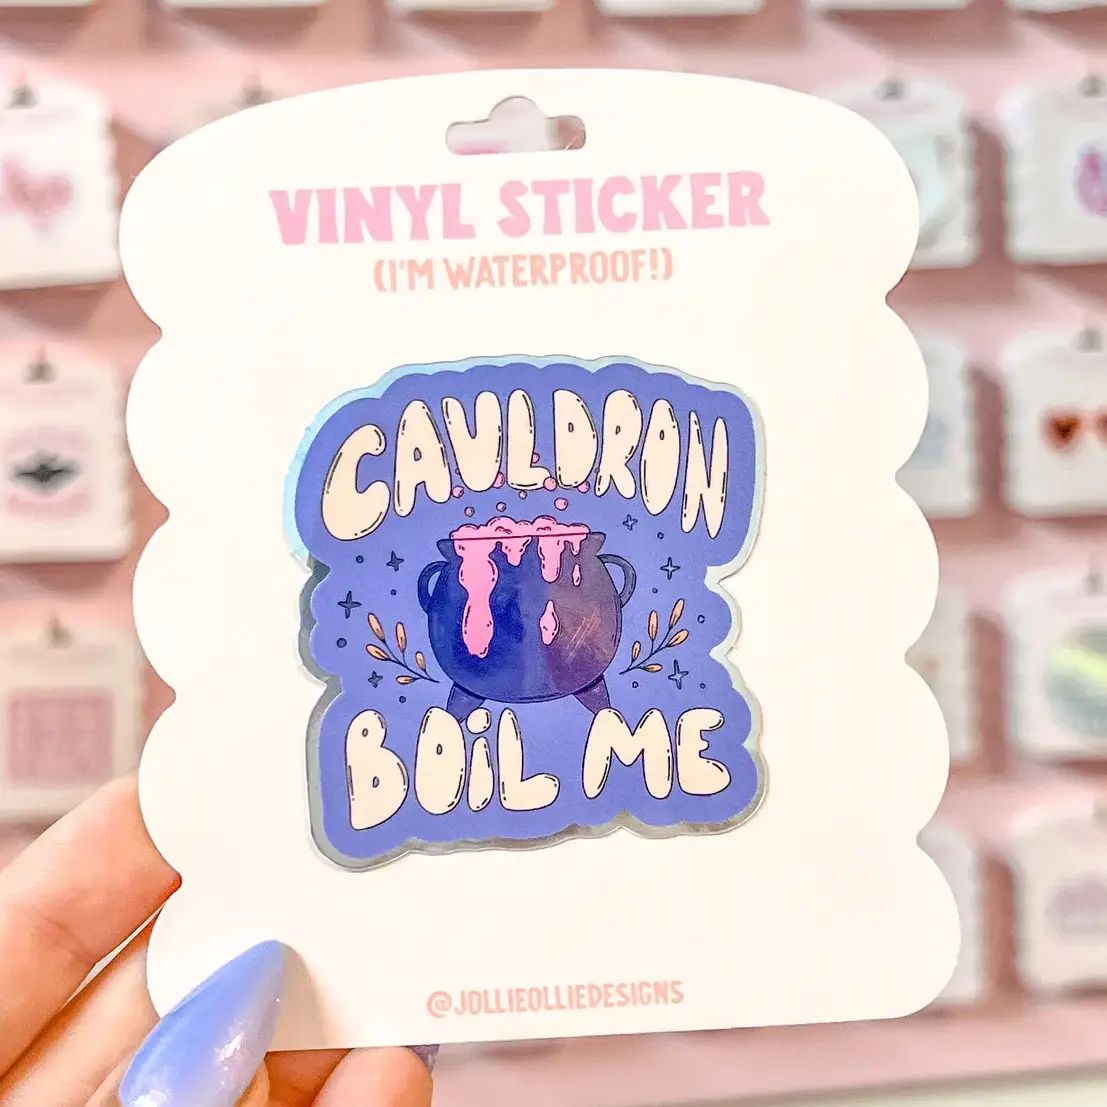 VINYL STICKER
(I'M WATERPROOF!)
CAULDRON
BOiL ME
@JOLLIEOLLIEDESIGNS